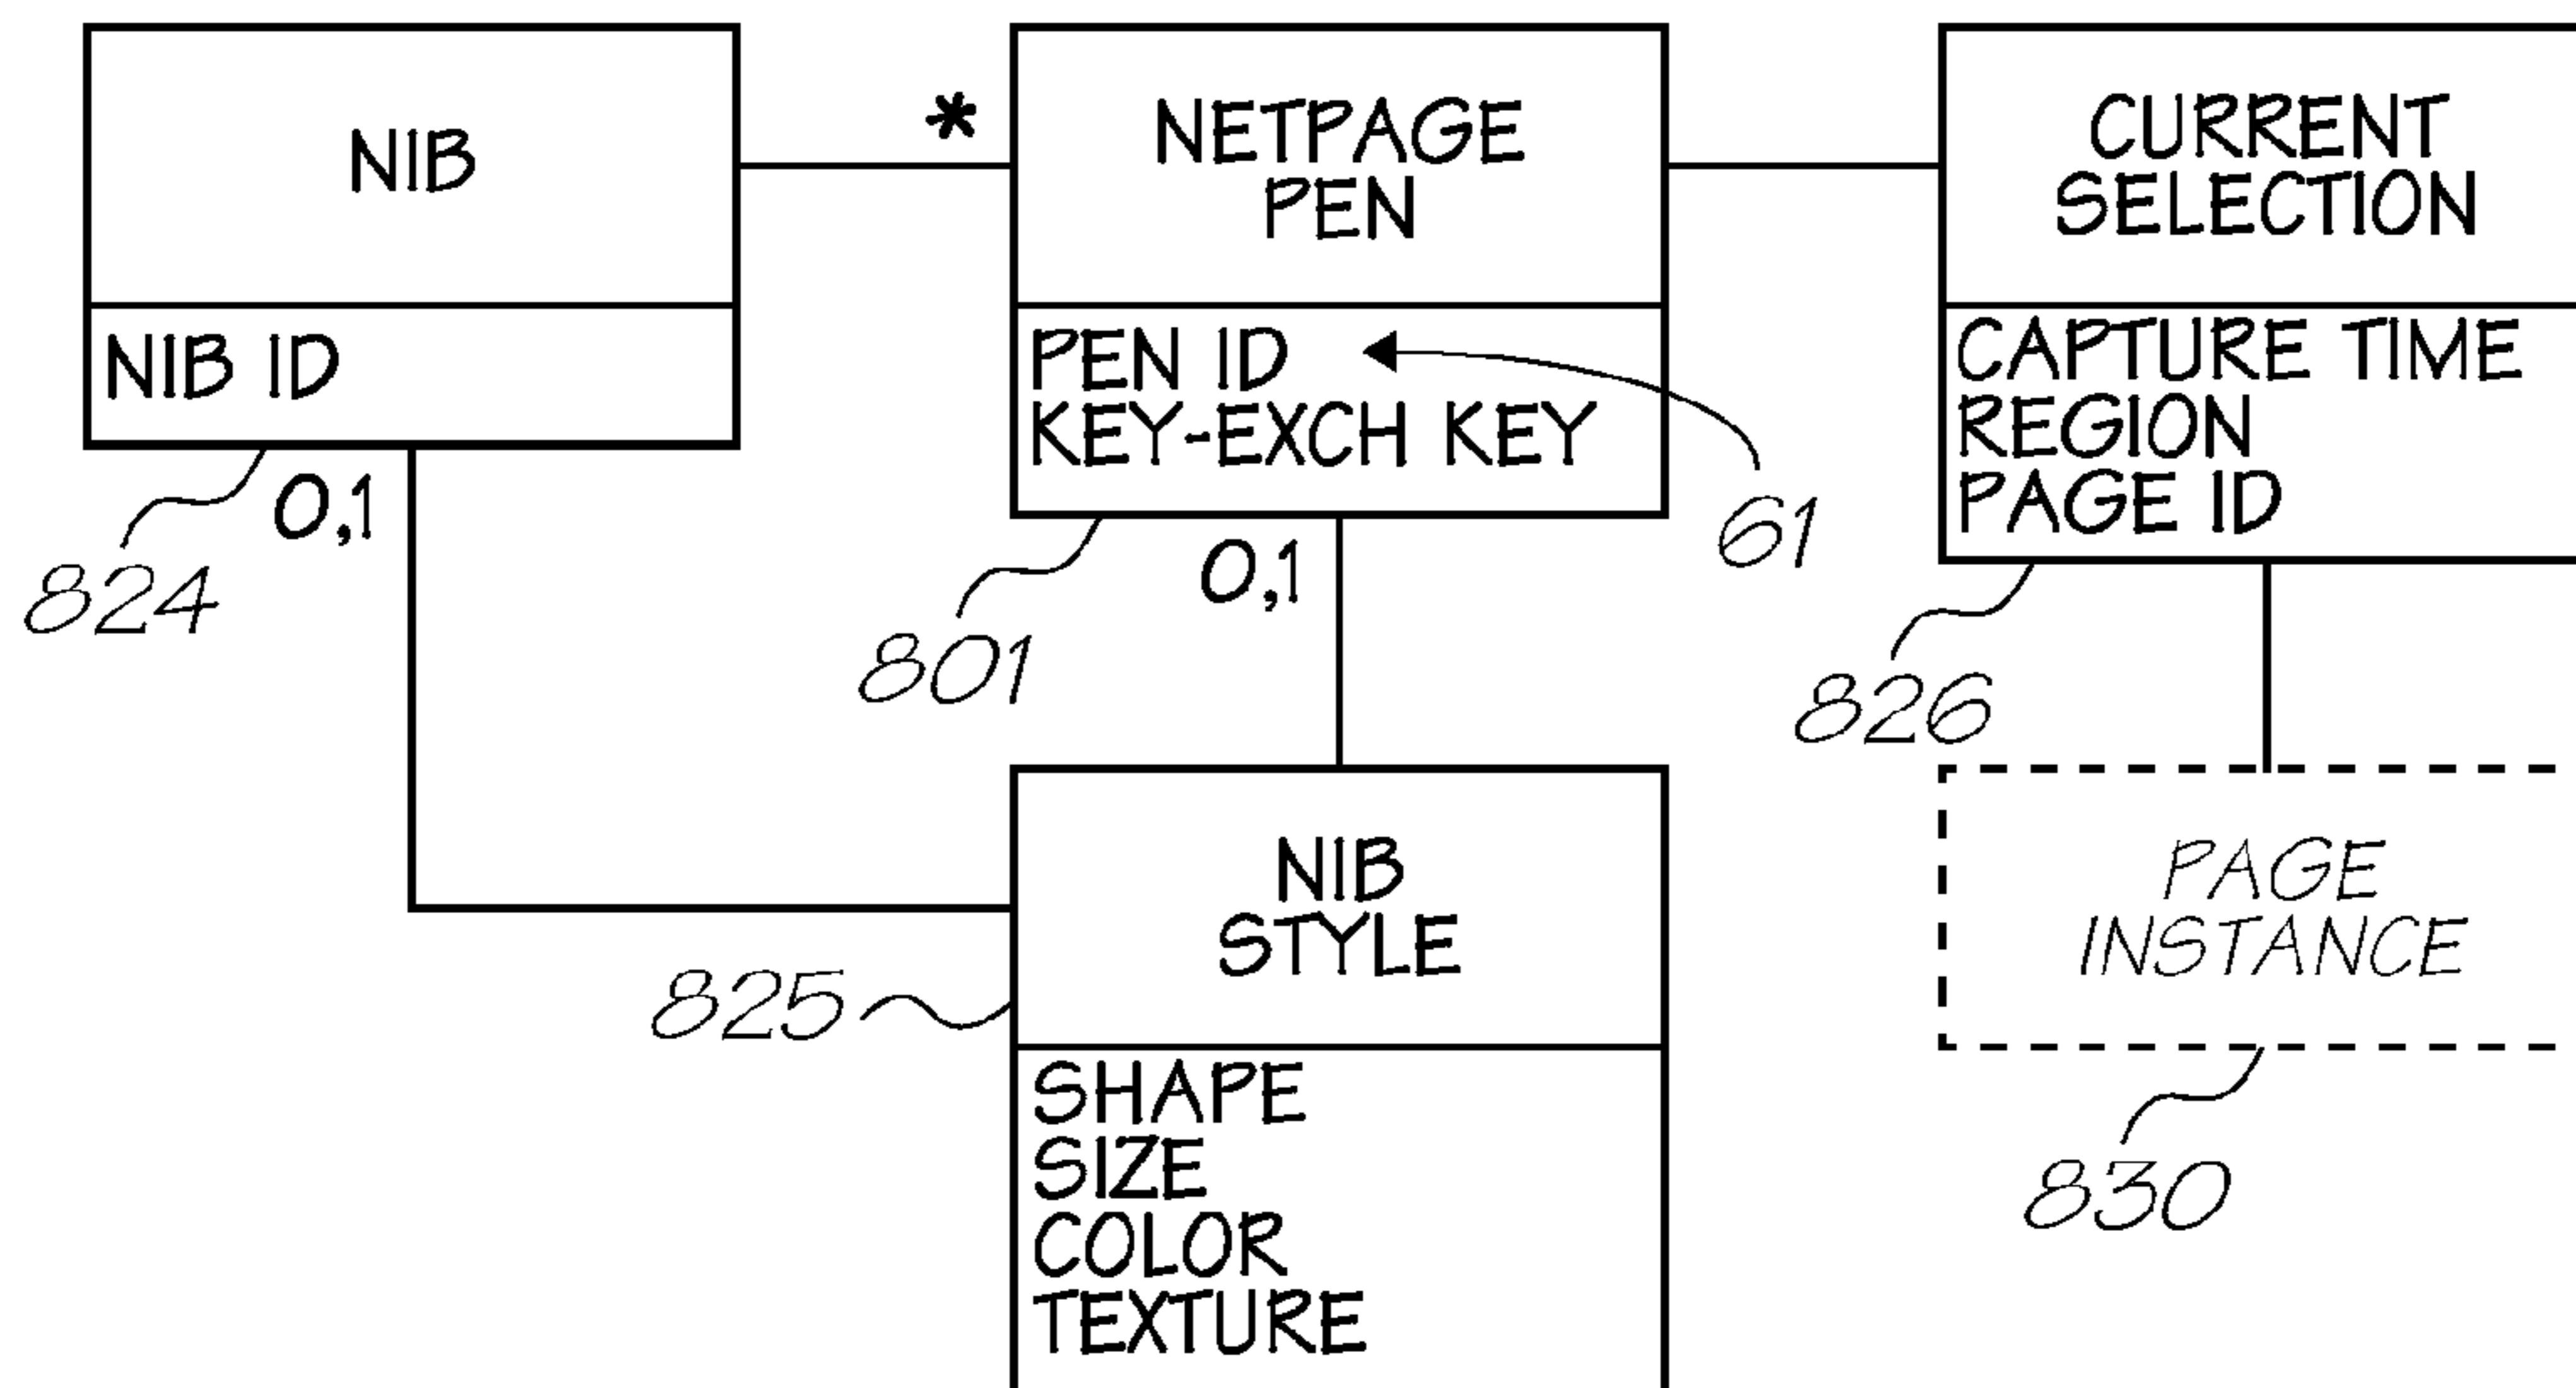 NIB
NIB ID
0,1
824
*
NETPAGE
PEN
PEN ID
KEY-EXCH KEY
61
0,1
801
CURRENT
SELECTION
CAPTURE TIME
REGION
PAGE ID
826
NIB
STYLE
825
SHAPE
SIZE
COLOR
TEXTURE
PAGE
INSTANCE
830